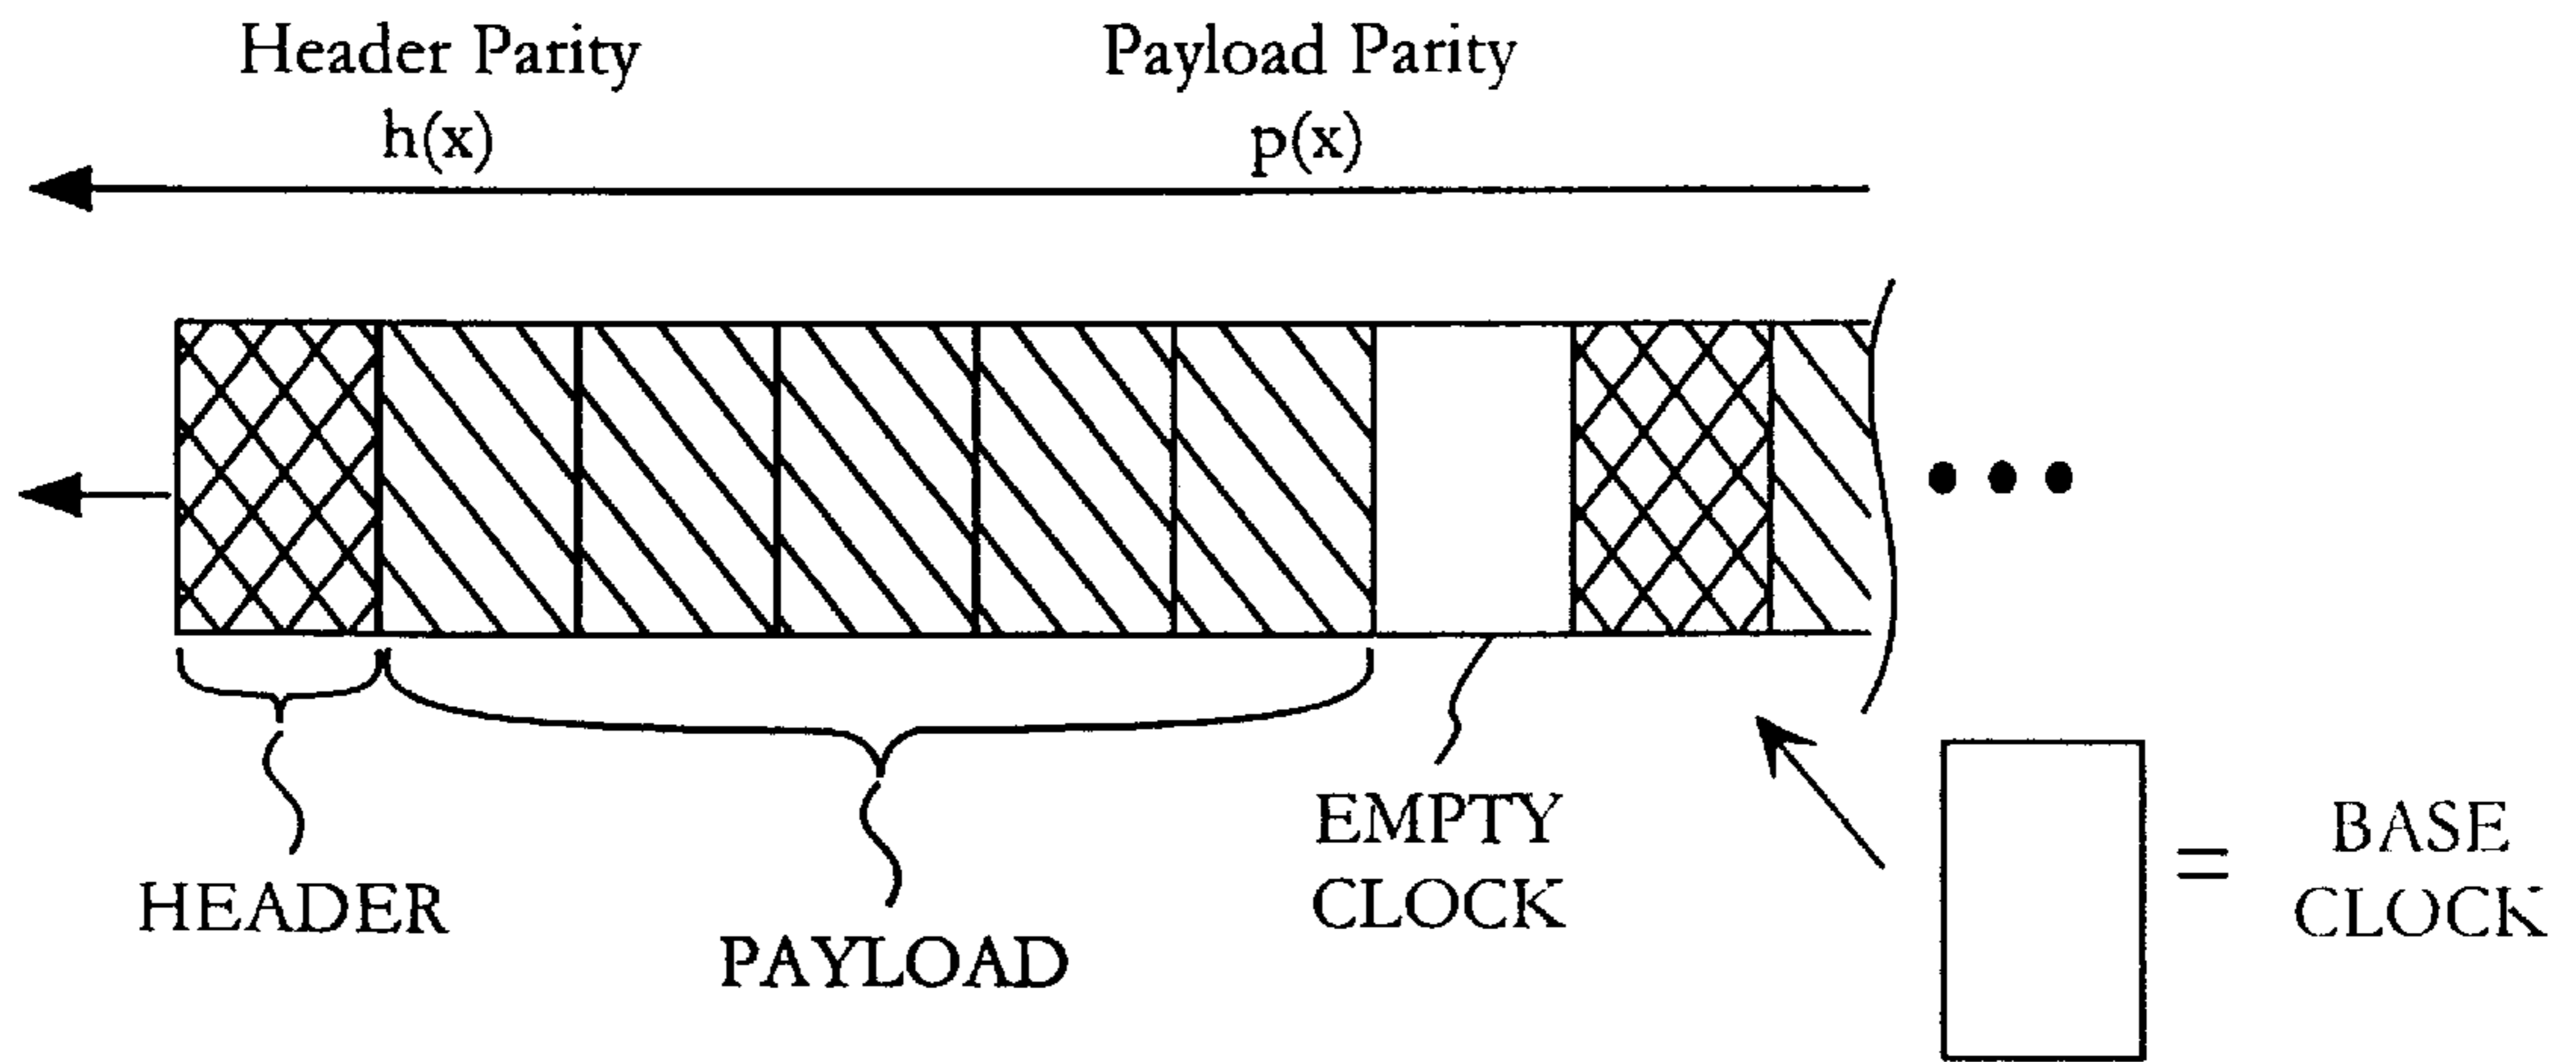 Header Parity
h(x)
Payload Parity
p(x)
HEADER
PAYLOAD
EMPTY
CLOCK
= BASE
CLOCK